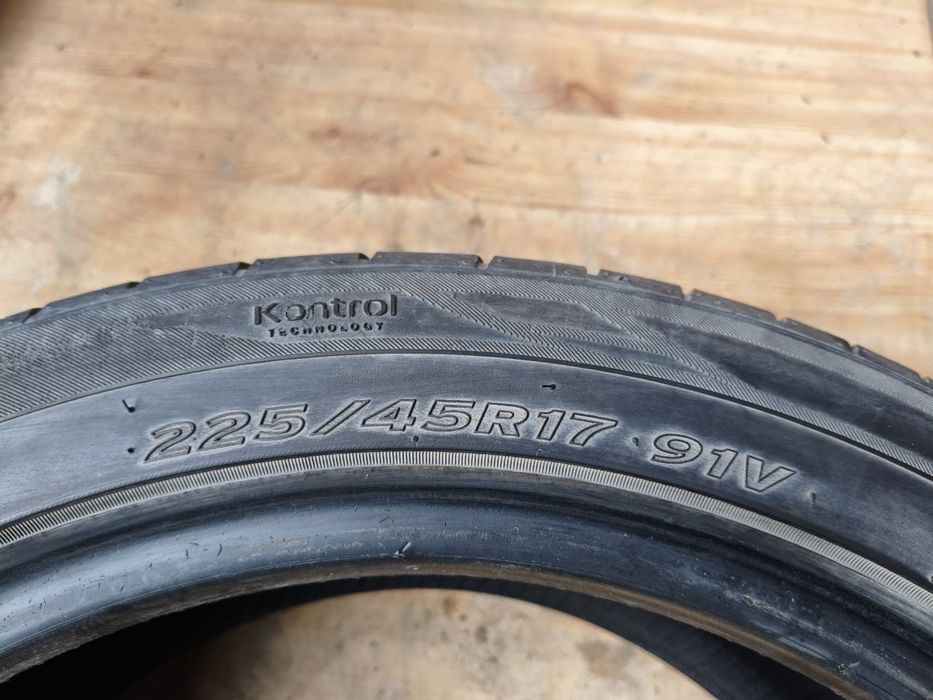 Kontrol
TECHNOLOGY
225/45R17 91V